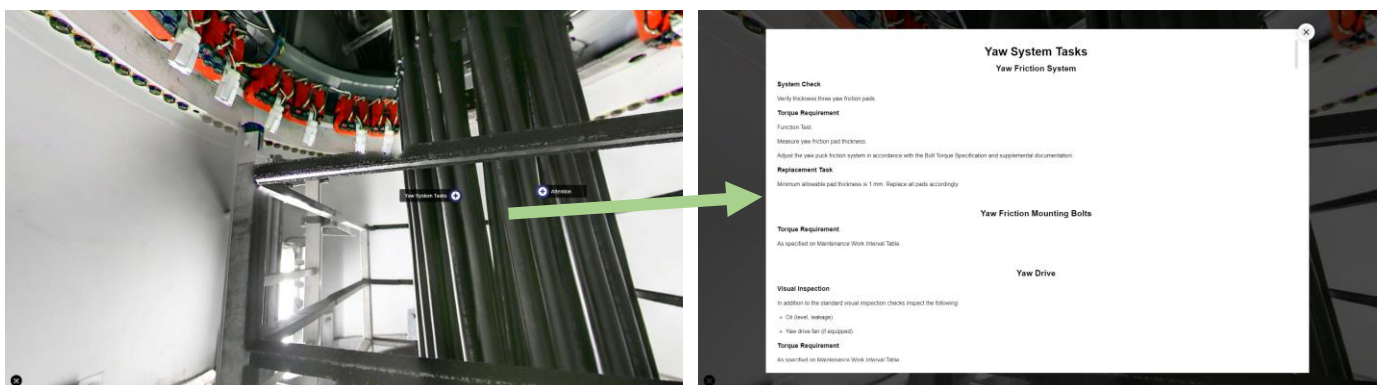 Yaw System Tasks
Attention
Yaw System Tasks
Yaw Friction System
System Check
Verify thickness three yaw friction pads
Torque Requirement
Function Test
Measure yaw friction pad thickness.
Adjust the yaw puck friction system in accordance with the Bolt Torque Specification and supplemental documentation.
Replacement Task
Minimum allowable pad thickness is 1 mm. Replace all pads accordingly.
Yaw Friction Mounting Bolts
Torque Requirement
As specified on Maintenance Work Interval Table
Yaw Drive
Visual Inspection
In addition to the standard visual inspection checks inspect the following:
Oil (level, leakage)
Yaw drive fan (if equipped)
Torque Requirement
As specified on Maintenance Work Interval Table